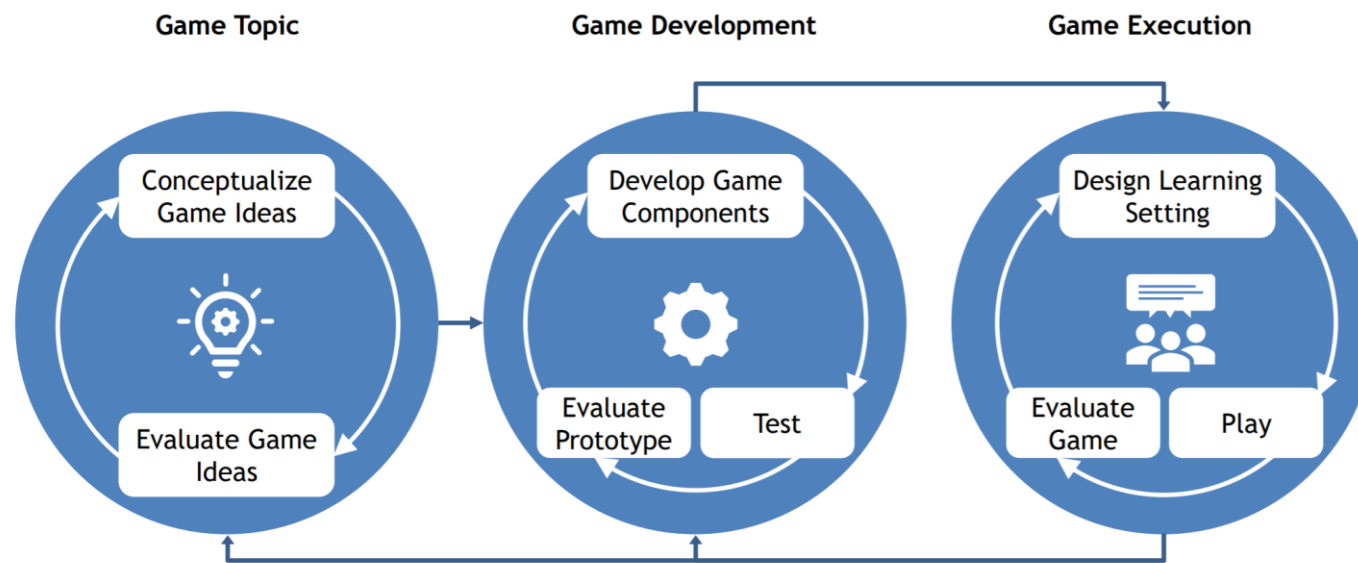 Game Topic
Game Development
Game Execution
Conceptualize
Game Ideas
Evaluate Game
Ideas
Develop Game
Components
Evaluate
Prototype
Test
Design Learning
Setting
Evaluate
Game
Play